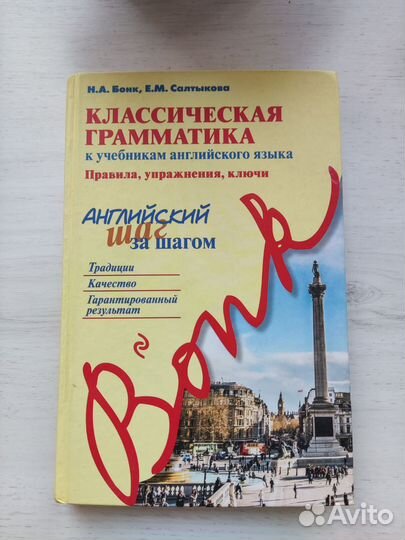 Н.А. Бонк, Е.М. Салтыкова
КЛАССИЧЕСКАЯ
ГРАММАТИКА
к учебникам английского языка
Правила, упражнения, ключи
АНГЛИЙСКИЙ
шаг
за шагом
Традиции
Качество
Гарантированный
результат
Bonk
Avito